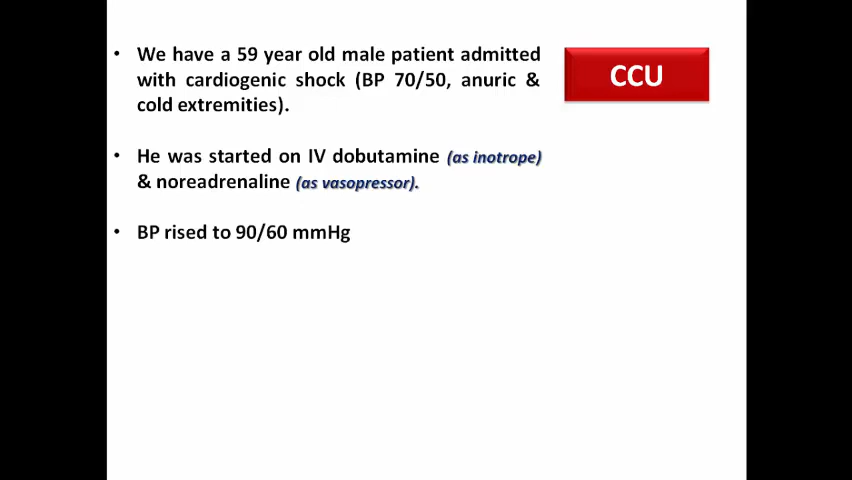 • We have a 59 year old male patient admitted
with cardiogenic shock (BP 70/50, anuric &
cold extremities).
CCU
• He was started on IV dobutamine (as inotrope)
& noreadrenaline (as vasopressor).
• BP rised to 90/60 mmHg